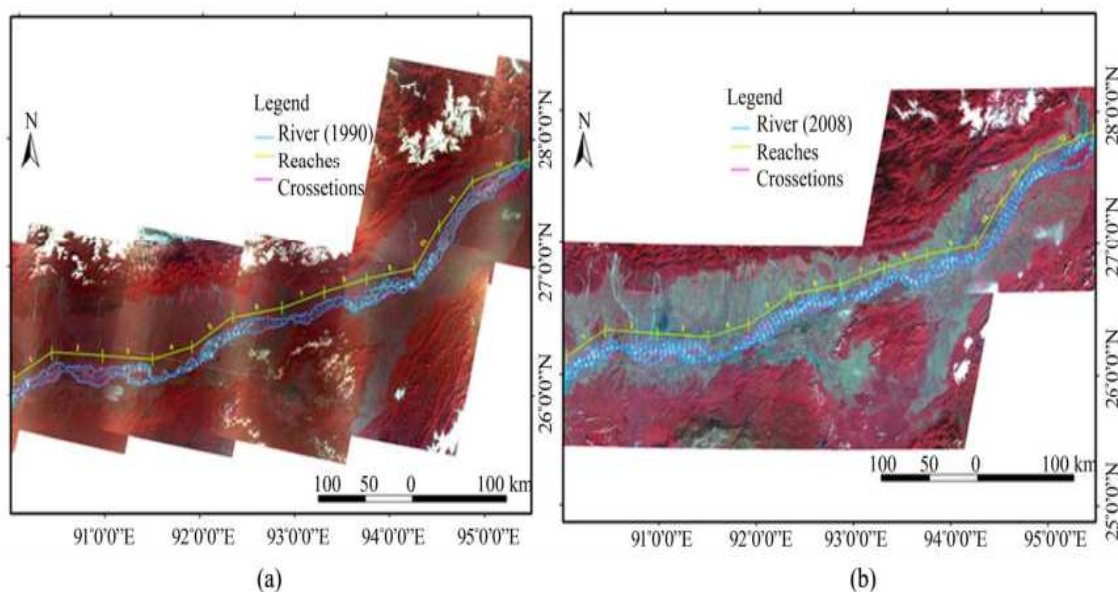 N
Legend
River (1990)
Reaches
Crossetions
28°0'0"N
27°0'0"N
26°0'0"N
100 50 0 100 km
91°0'0"E 92°0'0"E 93°0'0"E 94°0'0"E 95°0'0"E
(a)
N
Legend
River (2008)
Reaches
Crossetions
28°0'0"N
27°0'0"N
26°0'0"N
25°0'0"N
100 50 0 100 km
91°0'0"E 92°0'0"E 93°0'0"E 94°0'0"E 95°0'0"E
(b)